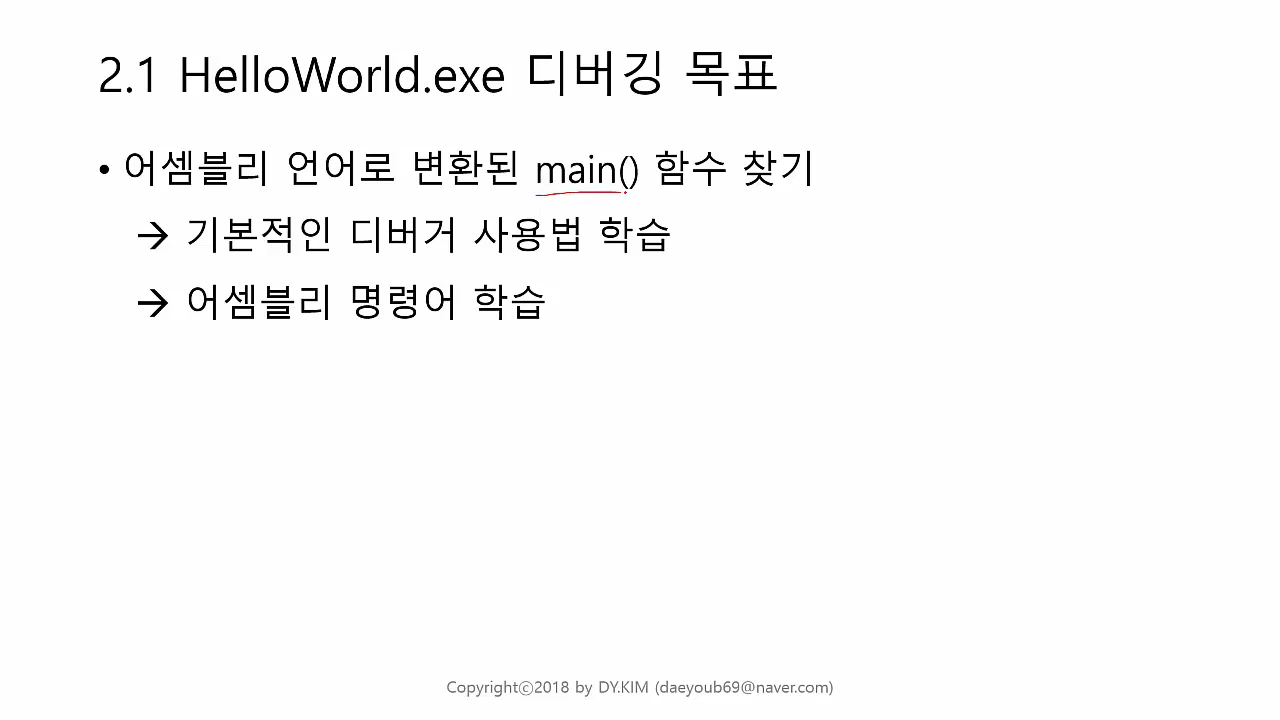 2.1 HelloWorld.exe 디버깅 목표
• 어셈블리 언어로 변환된 main() 함수 찾기
→ 기본적인 디버거 사용법 학습
→ 어셈블리 명령어 학습
Copyrightⓒ2018 by DY.KIM (daeyoub69@naver.com)